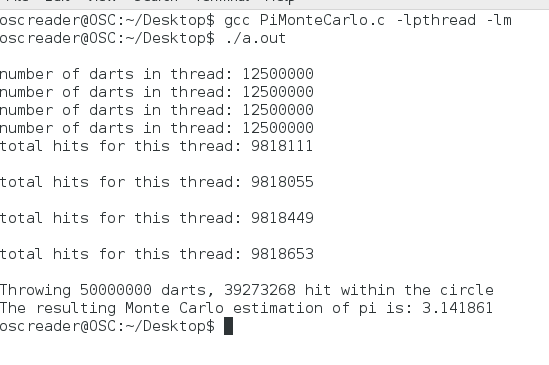 oscreader@OSC:~/Desktop$ gcc PiMonteCarlo.c -lpthread -lm
oscreader@OSC:~/Desktop$ ./a.out
number of darts in thread: 12500000
number of darts in thread: 12500000
number of darts in thread: 12500000
number of darts in thread: 12500000
total hits for this thread: 9818111
total hits for this thread: 9818055
total hits for this thread: 9818449
total hits for this thread: 9818653
Throwing 50000000 darts, 39273268 hit within the circle
The resulting Monte Carlo estimation of pi is: 3.141861
oscreader@OSC:~/Desktop$